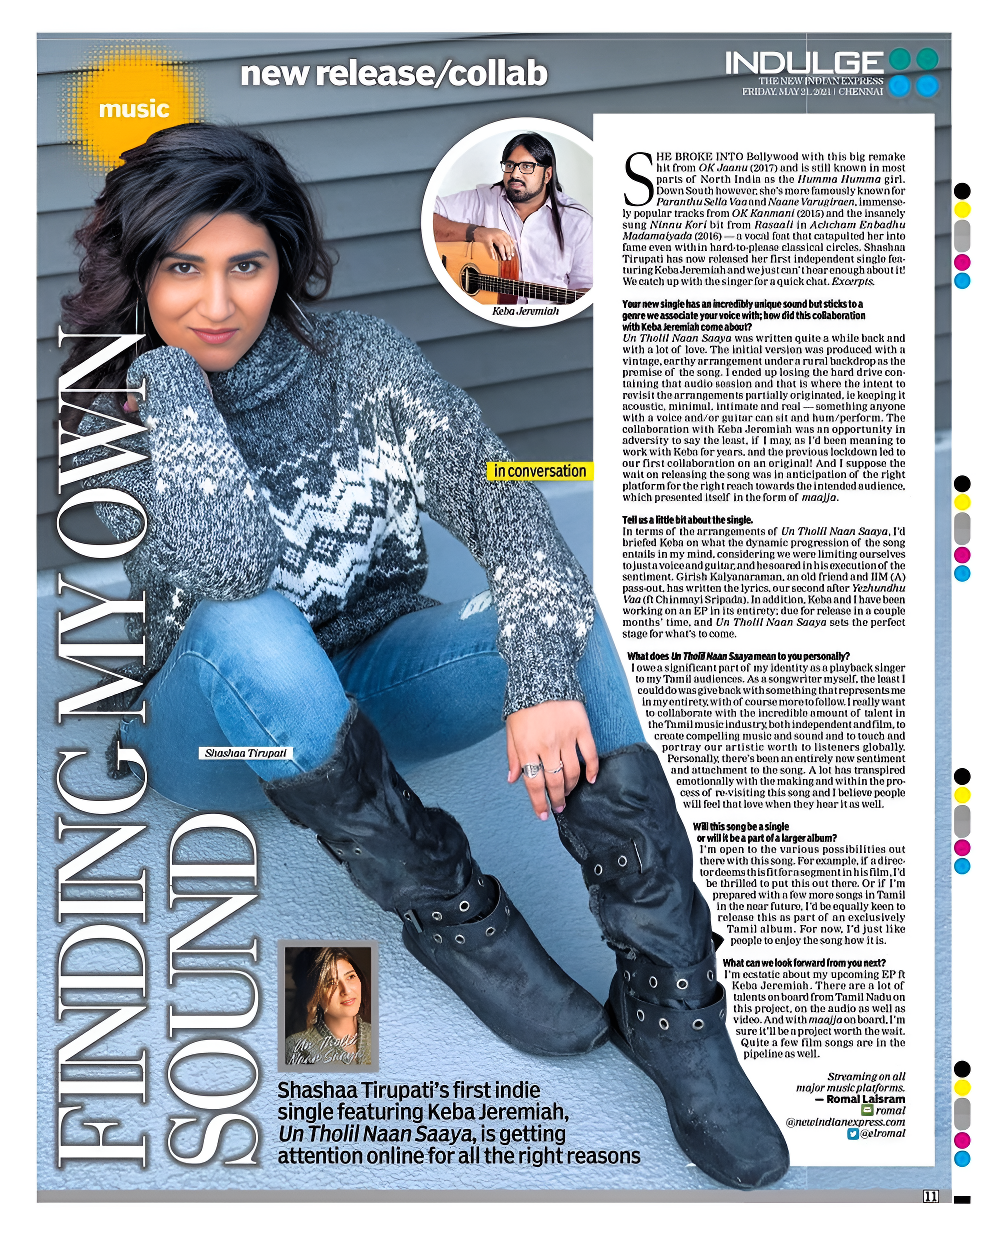 music
new release/collab
INDULGE
THE NEW INDIAN EXPRESS
FRIDAY, MAY 21, 2021 | CHENNAI
Keba Jeremiah
SHE BROKE INTO Bollywood with this big remake
hit from OK Jaanu (2017) and is still known in most
parts of North India as the Humma Humma girl.
Down South however, she's more famously known for
Paranthu Sella Vaa and Naane Varugiraen, immense-
ly popular tracks from OK Kanmani (2015) and the insanely
sung Ninnu Kori bit from Rasaali in Achcham Enbadhu
Madamaiyada (2016) — a vocal feat that catapulted her into
fame even within hard-to-please classical circles. Shashaa
Tirupati has now released her first independent single fea-
turing Keba Jeremiah and we just can't hear enough about it!
We catch up with the singer for a quick chat. Excerpts.
Your new single has an incredibly unique sound but sticks to a
genre we associate your voice with; how did this collaboration
with Keba Jeremiah come about?
Un Tholil Naan Saaya was written quite a while back and
with a lot of love. The initial version was produced with a
vintage, earthy arrangement under a rural backdrop as the
premise of the song. I ended up losing the hard drive con-
taining that audio session and that is where the intent to
revisit the arrangements partially originated, ie keeping it
acoustic, minimal, intimate and real — something anyone
with a voice and/or guitar can sit and hum/perform. The
collaboration with Keba Jeremiah was an opportunity in
adversity to say the least, if I may, as I'd been meaning to
work with Keba for years, and the previous lockdown led to
our first collaboration on an original! And I suppose the
wait on releasing the song was in anticipation of the right
platform for the right reach towards the intended audience,
which presented itself in the form of maajja.
Tell us a little bit about the single.
In terms of the arrangements of Un Tholil Naan Saaya, I'd
briefed Keba on what the dynamic progression of the song
entails in my mind, considering we were limiting ourselves
to just a voice and guitar, and he soared in his execution of the
sentiment. Girish Kalyanaraman, an old friend and IIM (A)
pass-out, has written the lyrics, our second after Yezhundhu
Vaa (ft Chinmayi Sripada). In addition, Keba and I have been
working on an EP in its entirety; due for release in a couple
months' time, and Un Tholil Naan Saaya sets the perfect
stage for what's to come.
What does Un Tholil Naan Saaya mean to you personally?
I owe a significant part of my identity as a playback singer
to my Tamil audiences. As a songwriter myself, the least I
could do was give back with something that represents me
in my entirety, with of course more to follow. I really want
to collaborate with the incredible amount of talent in
the Tamil music industry, both independent and film, to
create compelling music and sound and to touch and
portray our artistic worth to listeners globally.
Personally, there's been an entirely new sentiment
and attachment to the song. A lot has transpired
emotionally with the making and within the pro-
cess of re-visiting this song and I believe people
will feel that love when they hear it as well.
Will this song be a single
or will it be a part of a larger album?
I'm open to the various possibilities out
there with this song. For example, if a direc-
tor deems this fit for a segment in his film, I'd
be thrilled to put this out there. Or if I'm
prepared with a few more songs in Tamil
in the near future, I'd be equally keen to
release this as part of an exclusively
Tamil album. For now, I'd just like
people to enjoy the song how it is.
What can we look forward from you next?
I'm ecstatic about my upcoming EP ft
Keba Jeremiah. There are a lot of
talents on board from Tamil Nadu on
this project, on the audio as well as
video. And with maajja on board, I'm
sure it'll be a project worth the wait.
Quite a few film songs are in the
pipeline as well.
Streaming on all
major music platforms.
— Romal Laisram
romal
@newindianexpress.com
@elromal
in conversation
Shashaa Tirupati
FINDING MY OWN
SOUND
Un Tholil
Naan Saaya
Shashaa Tirupati's first indie
single featuring Keba Jeremiah,
Un Tholil Naan Saaya, is getting
attention online for all the right reasons
11